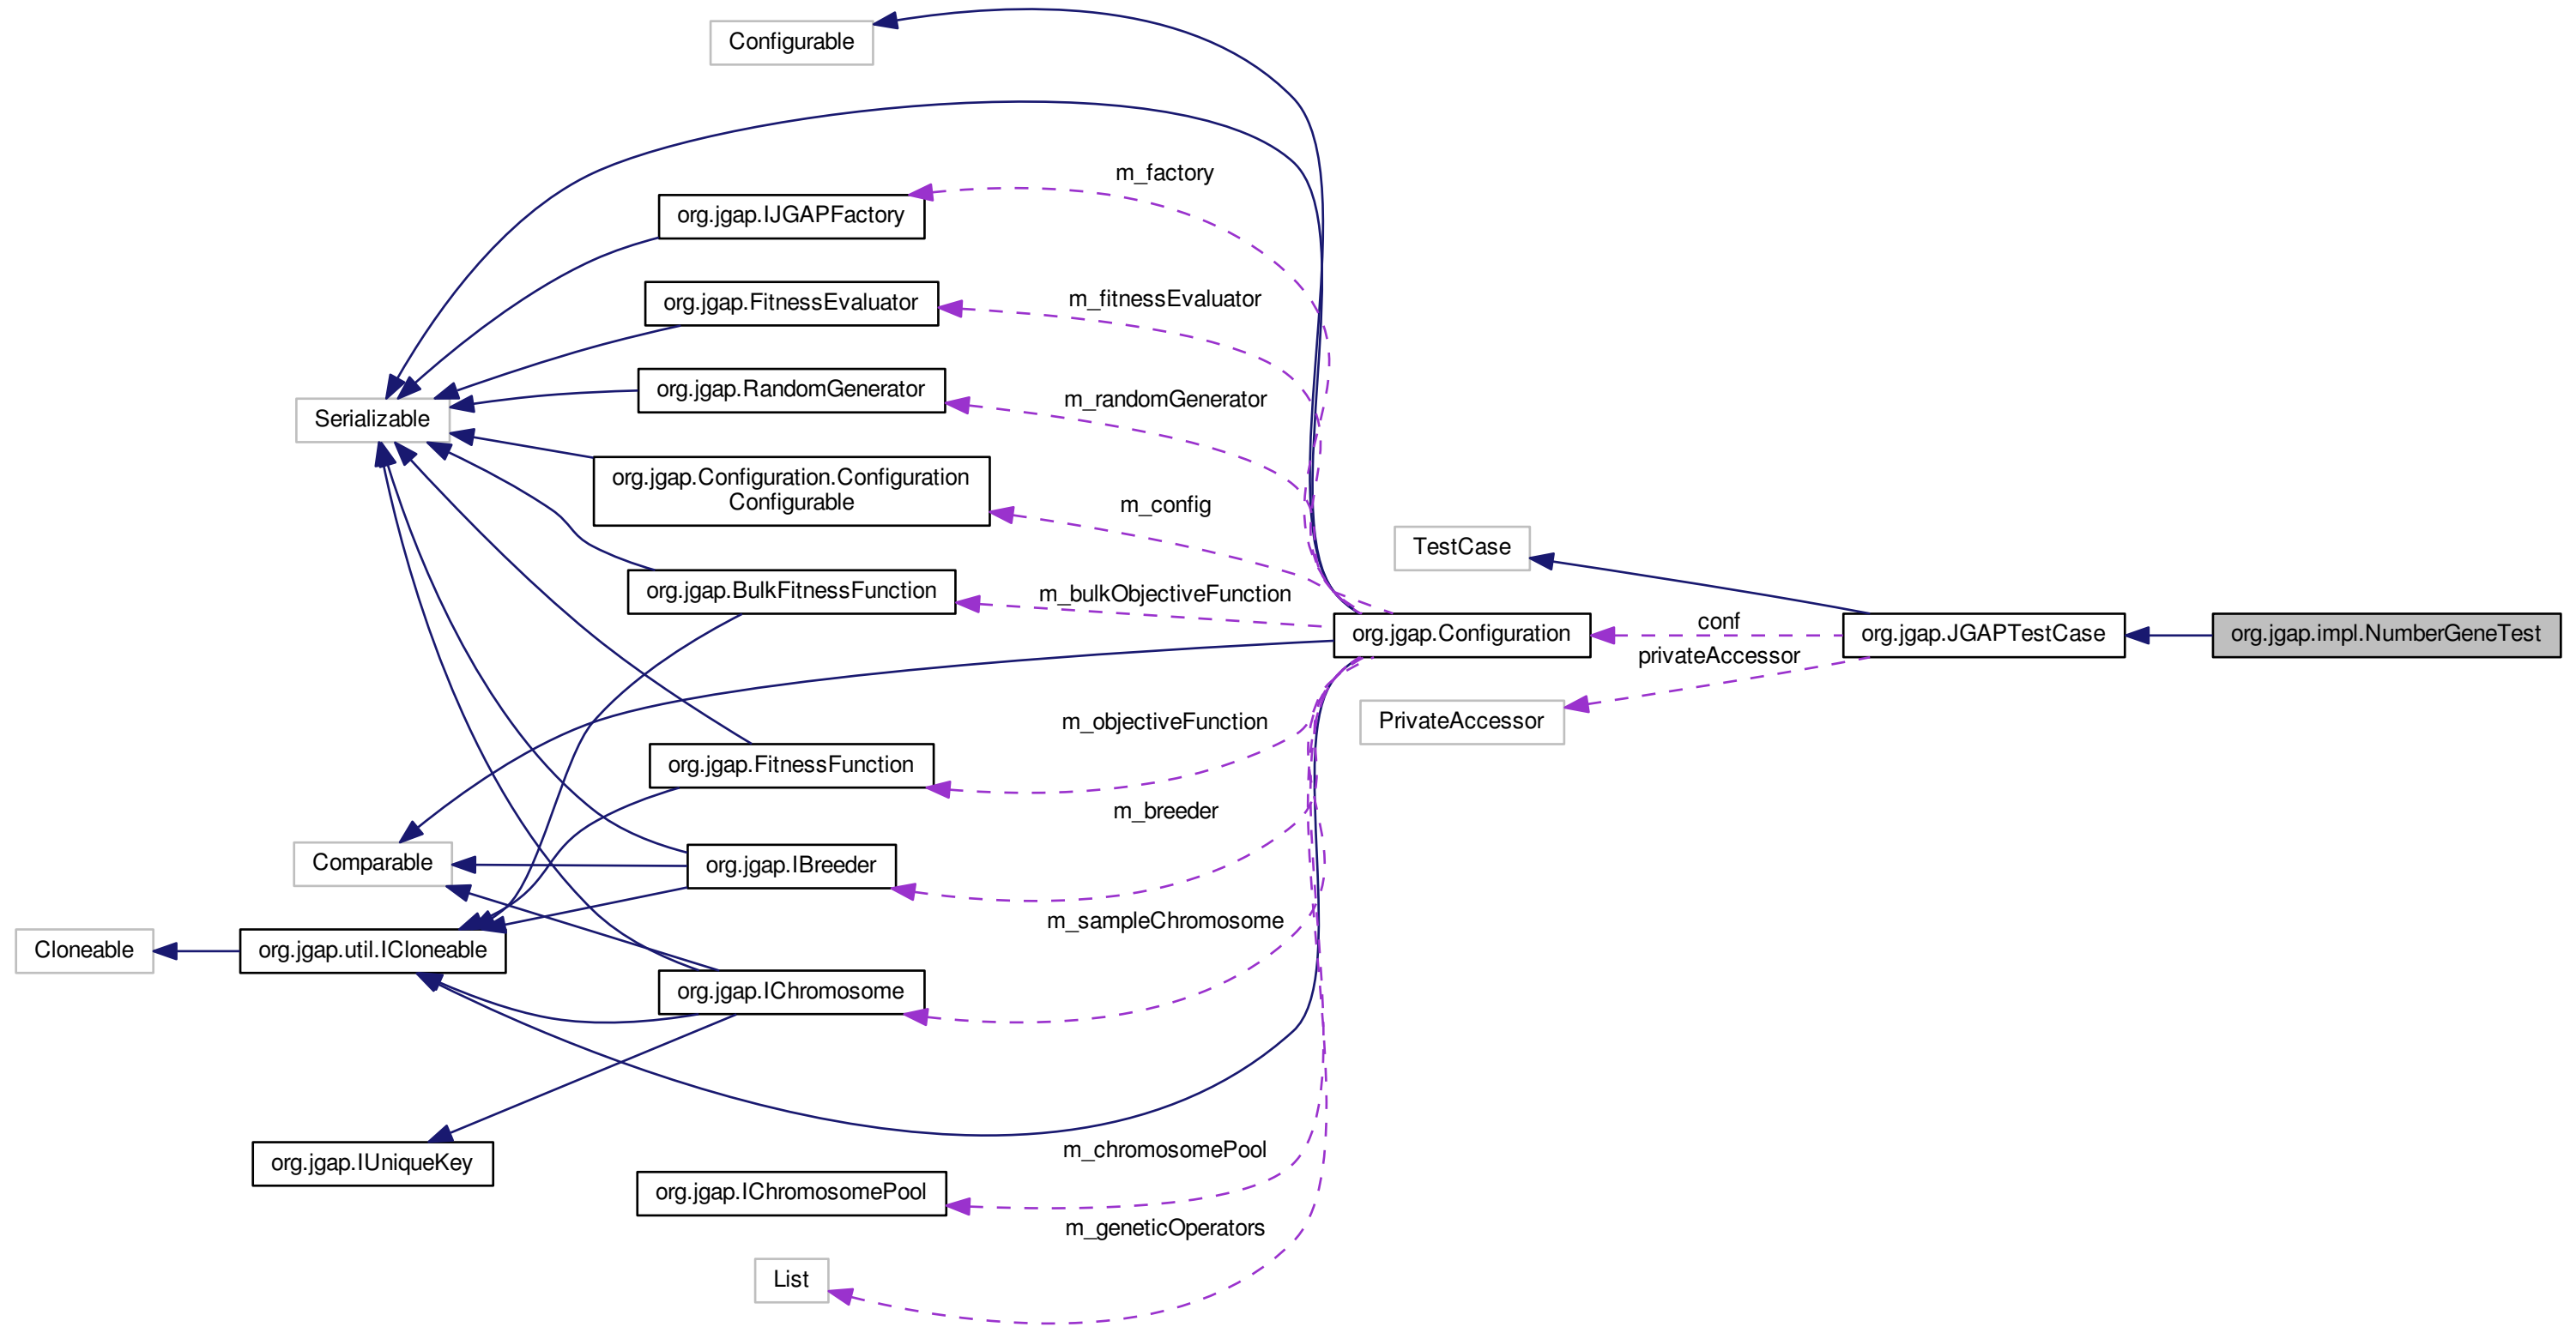 Configurable
m_factory
org.jgap.IJGAPFactory
m_fitnessEvaluator
org.jgap.FitnessEvaluator
m_randomGenerator
org.jgap.RandomGenerator
Serializable
org.jgap.Configuration.Configuration
Configurable
m_config
TestCase
org.jgap.BulkFitnessFunction
m_bulkObjectiveFunction
org.jgap.Configuration
conf
org.jgap.JGAPTestCase
org.jgap.impl.NumberGeneTest
privateAccessor
PrivateAccessor
m_objectiveFunction
org.jgap.FitnessFunction
m_breeder
Comparable
org.jgap.IBreeder
m_sampleChromosome
Cloneable
org.jgap.util.ICloneable
org.jgap.IChromosome
m_chromosomePool
org.jgap.IUniqueKey
org.jgap.IChromosomePool
m_geneticOperators
List